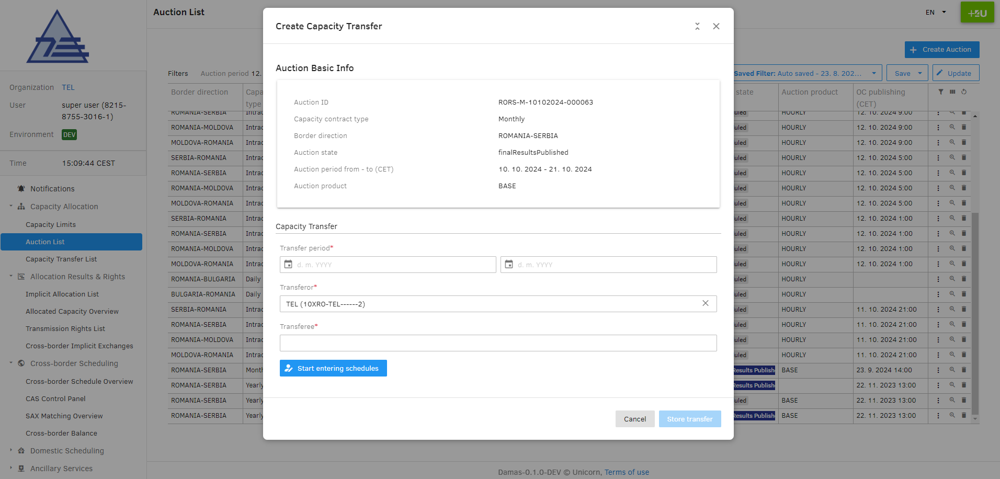 Auction List
EN
+4U
Organization TEL
User super user (8215-
8755-3016-1)
Environment DEV
Time 15:09:44 CEST
Notifications
Capacity Allocation
Capacity Limits
Auction List
Capacity Transfer List
Allocation Results & Rights
Implicit Allocation List
Allocated Capacity Overview
Transmission Rights List
Cross-border Implicit Exchanges
Cross-border Scheduling
Cross-border Schedule Overview
CAS Control Panel
SAX Matching Overview
Cross-border Balance
Domestic Scheduling
Ancillary Services
Create Auction
Filters Auction period 12.
Saved Filter: Auto saved - 23. 8. 202...
Save
Update
Border direction Capa
type
state Auction product OC publishing
(CET)
ROMANIA-SERBIA Intrad uled HOURLY 12. 10. 2024 9:00
ROMANIA-MOLDOVA Intrad uled HOURLY 12. 10. 2024 9:00
MOLDOVA-ROMANIA Intrad uled HOURLY 12. 10. 2024 9:00
SERBIA-ROMANIA Intrad uled HOURLY 12. 10. 2024 5:00
ROMANIA-SERBIA Intrad uled HOURLY 12. 10. 2024 5:00
ROMANIA-MOLDOVA Intrad uled HOURLY 12. 10. 2024 5:00
MOLDOVA-ROMANIA Intrad uled HOURLY 12. 10. 2024 5:00
SERBIA-ROMANIA Intrad uled HOURLY 12. 10. 2024 1:00
ROMANIA-SERBIA Intrad uled HOURLY 12. 10. 2024 1:00
ROMANIA-MOLDOVA Intrad uled HOURLY 12. 10. 2024 1:00
MOLDOVA-ROMANIA Intrad uled HOURLY 12. 10. 2024 1:00
ROMANIA-BULGARIA Daily uled HOURLY
BULGARIA-ROMANIA Daily uled HOURLY
SERBIA-ROMANIA Intrad uled HOURLY 11. 10. 2024 21:00
ROMANIA-SERBIA Intrad uled HOURLY 11. 10. 2024 21:00
ROMANIA-MOLDOVA Intrad uled HOURLY 11. 10. 2024 21:00
MOLDOVA-ROMANIA Intrad uled HOURLY 11. 10. 2024 21:00
ROMANIA-SERBIA Month Results Publish BASE 23. 9. 2024 14:00
ROMANIA-SERBIA Yearly Results Publish 22. 11. 2023 13:00
ROMANIA-SERBIA Yearly uled BASE 22. 11. 2023 13:00
ROMANIA-SERBIA Yearly Results Publish BASE 22. 11. 2023 13:00
Create Capacity Transfer
Auction Basic Info
Auction ID RORS-M-10102024-000063
Capacity contract type Monthly
Border direction ROMANIA-SERBIA
Auction state finalResultsPublished
Auction period from - to (CET) 10. 10. 2024 - 21. 10. 2024
Auction product BASE
Capacity Transfer
Transfer period*
d. m. YYYY d. m. YYYY
Transferor*
TEL (10XRO-TEL------2)
Transferee*
Start entering schedules
Cancel Store transfer
Damas-0.1.0-DEV © Unicorn, Terms of use